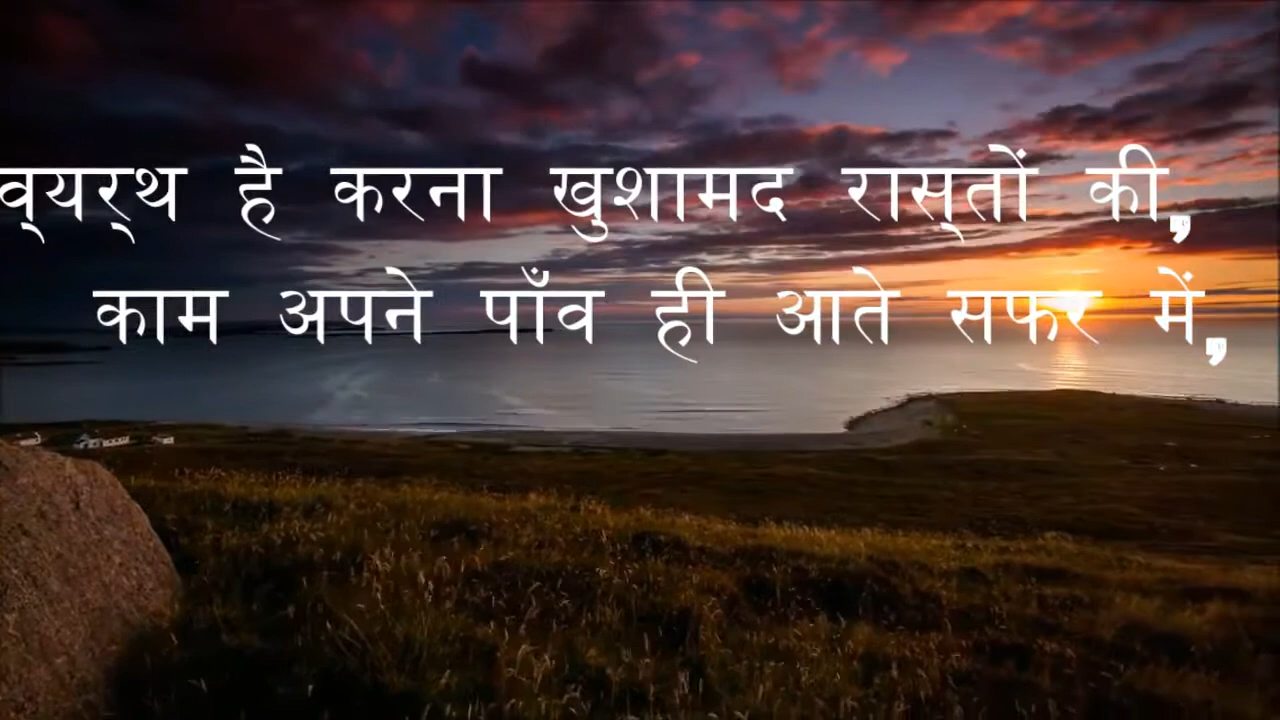 व्यर्थ है करना खुशामद रास्तों की,
काम अपने पाँव ही आते सफर में,